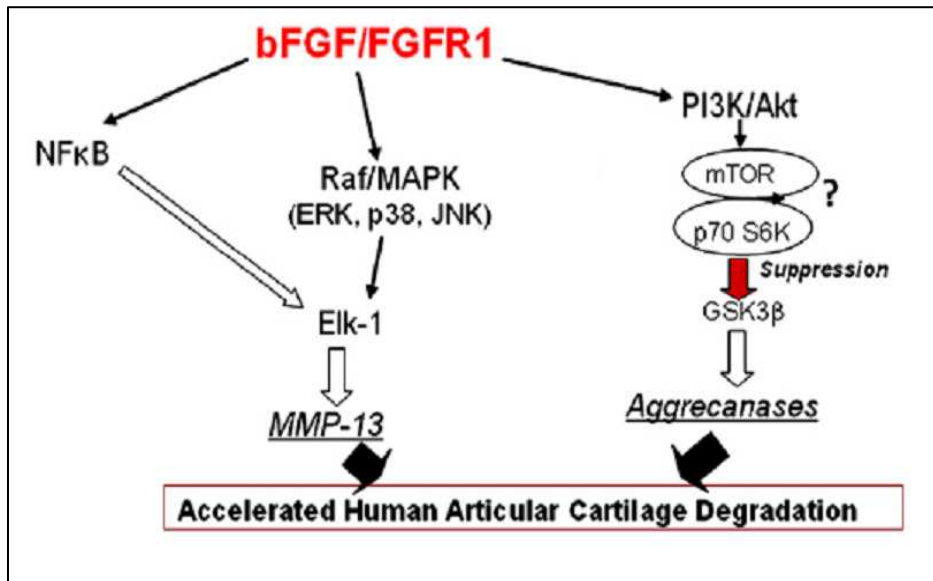 bFGF/FGFR1
PI3K/Akt
NFκB
mTOR
?
Raf/MAPK
(ERK, p38, JNK)
p70 S6K
Suppression
GSK3β
Elk-1
Aggrecanases
MMP-13
Accelerated Human Articular Cartilage Degradation